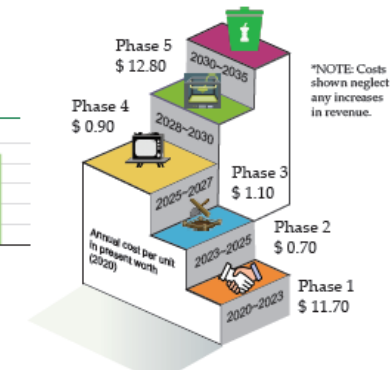 Phase 5
$ 12.80
2030–2035
*NOTE: Costs
shown neglect
any increases
in revenue.
Phase 4
$ 0.90
2028–2030
Phase 3
$ 1.10
2025–2027
Annual cost per unit
in present worth
(2020)
Phase 2
$ 0.70
2023–2025
Phase 1
$ 11.70
2020–2023